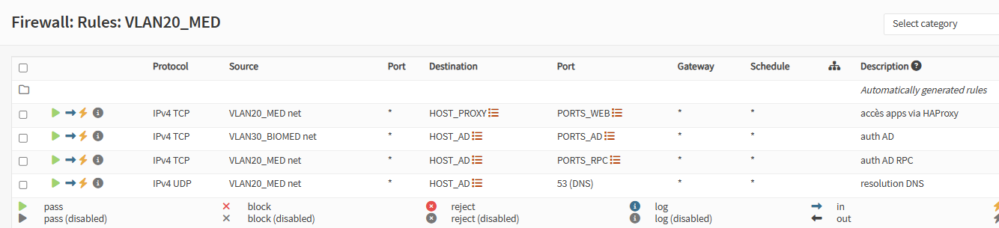 Firewall: Rules: VLAN20_MED
Select category
Protocol Source Port Destination Port Gateway Schedule Description
Automatically generated rules
IPv4 TCP VLAN20_MED net * HOST_PROXY PORTS_WEB * * accès apps via HAProxy
IPv4 TCP VLAN30_BIOMED net * HOST_AD PORTS_AD * * auth AD
IPv4 TCP VLAN20_MED net * HOST_AD PORTS_RPC * * auth AD RPC
IPv4 UDP VLAN20_MED net * HOST_AD 53 (DNS) * * resolution DNS
pass block reject log in
pass (disabled) block (disabled) reject (disabled) log (disabled) out